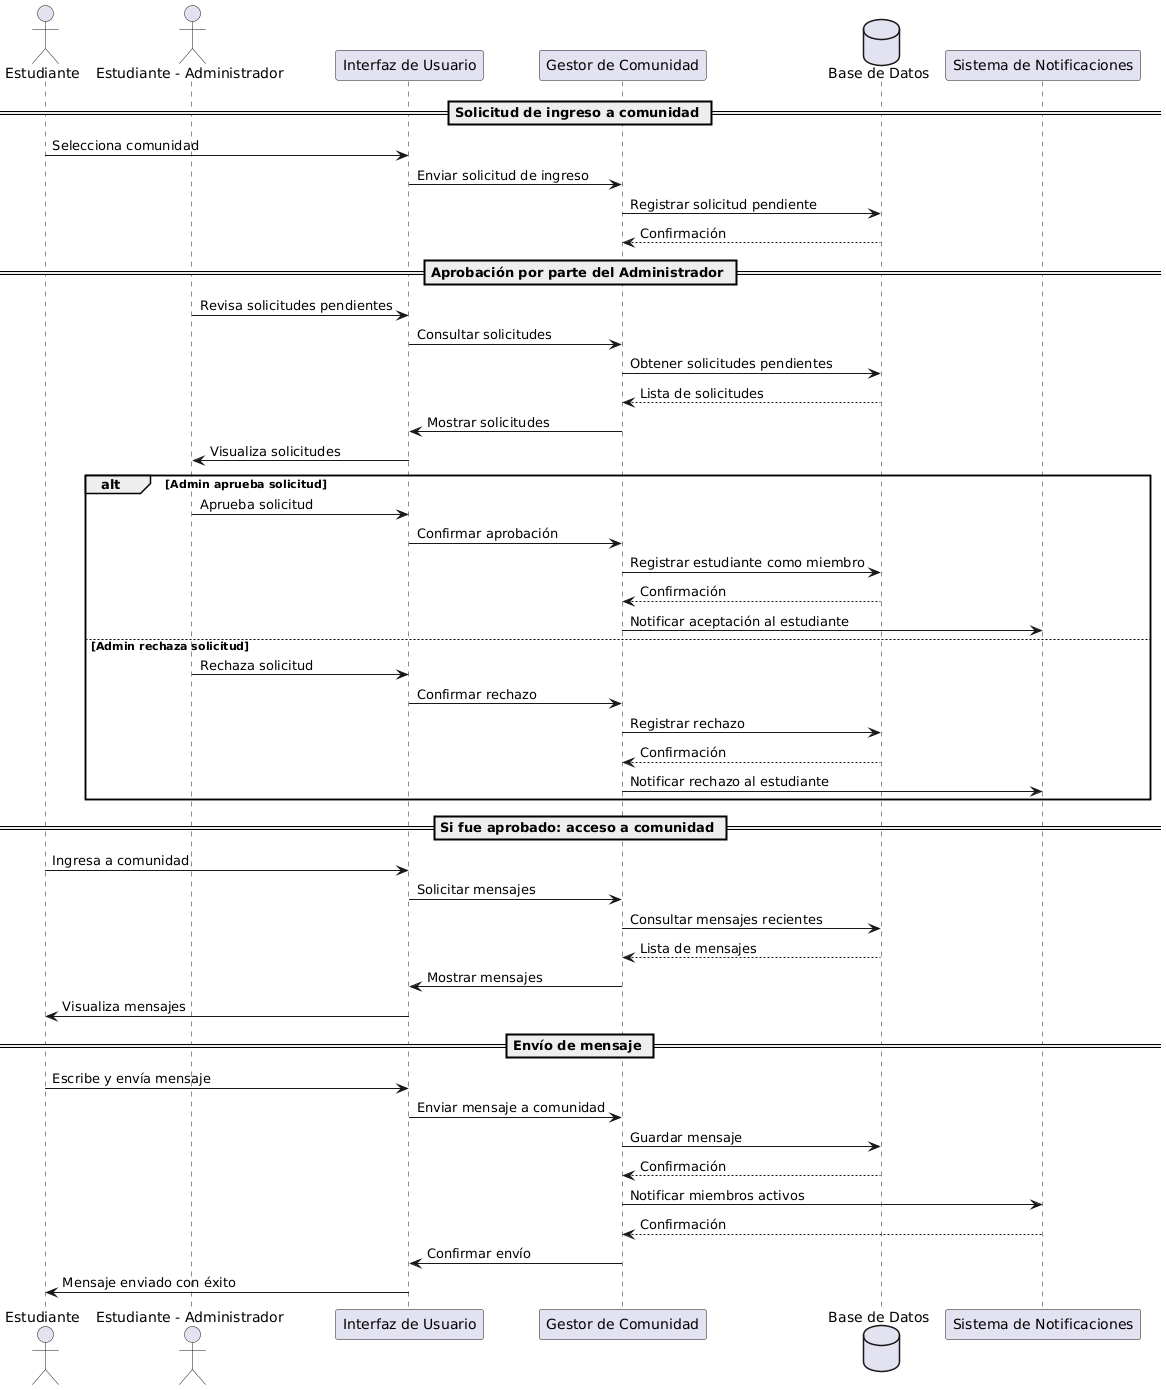 Estudiante
Estudiante - Administrador
Interfaz de Usuario
Gestor de Comunidad
Base de Datos
Sistema de Notificaciones
Solicitud de ingreso a comunidad
Selecciona comunidad
Enviar solicitud de ingreso
Registrar solicitud pendiente
Confirmación
Aprobación por parte del Administrador
Revisa solicitudes pendientes
Consultar solicitudes
Obtener solicitudes pendientes
Lista de solicitudes
Mostrar solicitudes
Visualiza solicitudes
alt [Admin aprueba solicitud]
Aprueba solicitud
Confirmar aprobación
Registrar estudiante como miembro
Confirmación
Notificar aceptación al estudiante
[Admin rechaza solicitud]
Rechaza solicitud
Confirmar rechazo
Registrar rechazo
Confirmación
Notificar rechazo al estudiante
Si fue aprobado: acceso a comunidad
Ingresa a comunidad
Solicitar mensajes
Consultar mensajes recientes
Lista de mensajes
Mostrar mensajes
Visualiza mensajes
Envío de mensaje
Escribe y envía mensaje
Enviar mensaje a comunidad
Guardar mensaje
Confirmación
Notificar miembros activos
Confirmación
Confirmar envío
Mensaje enviado con éxito
Estudiante
Estudiante - Administrador
Interfaz de Usuario
Gestor de Comunidad
Base de Datos
Sistema de Notificaciones